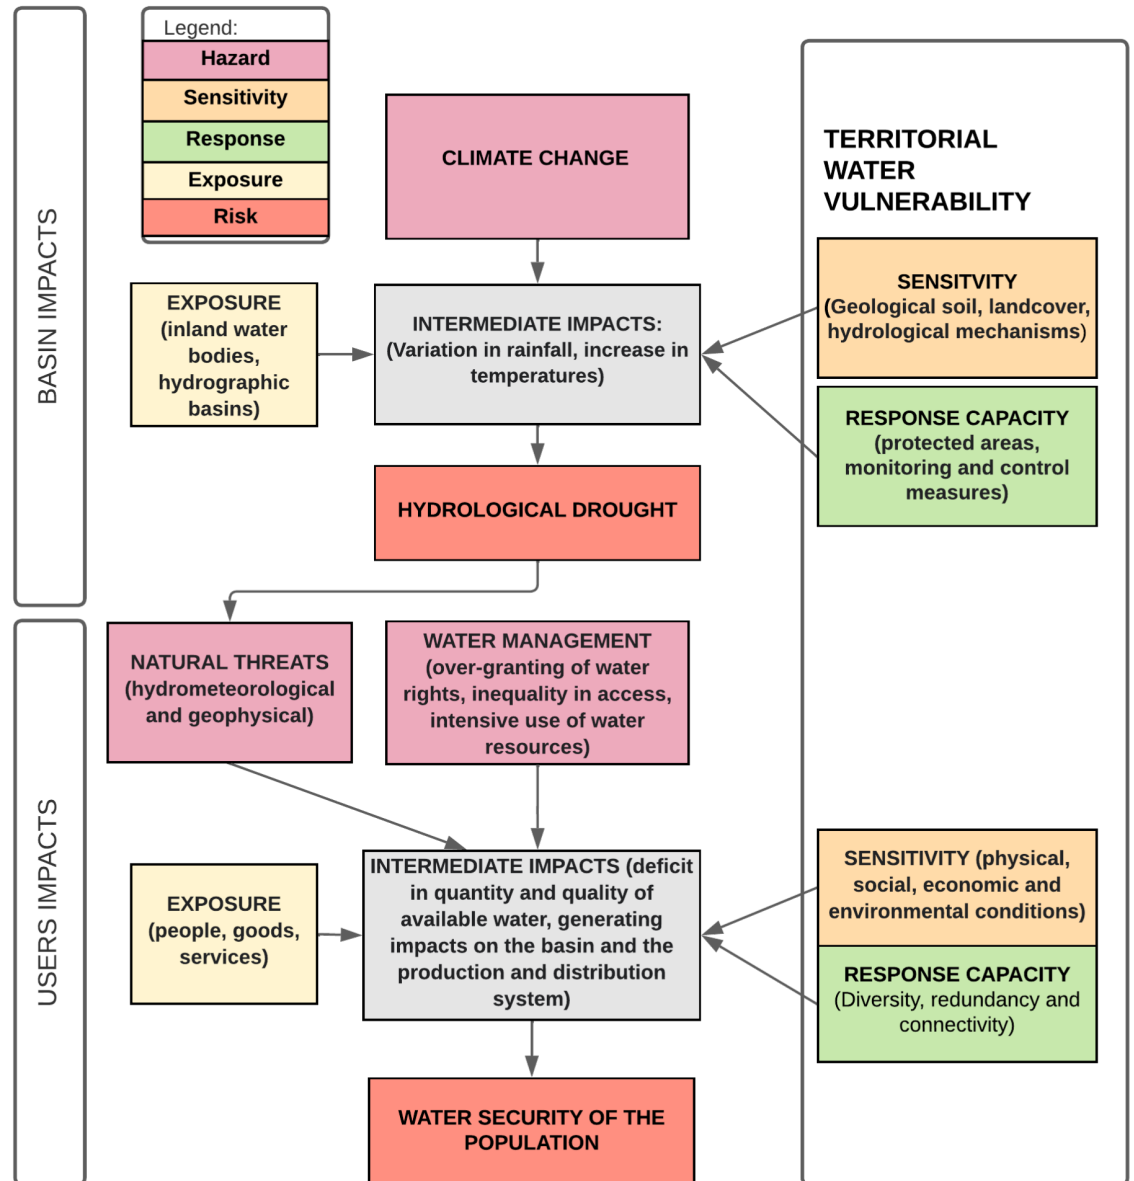 Legend:
Hazard
Sensitivity
Response
Exposure
Risk
BASIN IMPACTS
CLIMATE CHANGE
TERRITORIAL
WATER
VULNERABILITY
EXPOSURE
(inland water
bodies,
hydrographic
basins)
INTERMEDIATE IMPACTS:
(Variation in rainfall, increase in
temperatures)
SENSITVITY
(Geological soil, landcover,
hydrological mechanisms)
RESPONSE CAPACITY
(protected areas,
monitoring and control
measures)
HYDROLOGICAL DROUGHT
USERS IMPACTS
NATURAL THREATS
(hydrometeorological
and geophysical)
WATER MANAGEMENT
(over-granting of water
rights, inequality in access,
intensive use of water
resources)
EXPOSURE
(people, goods,
services)
INTERMEDIATE IMPACTS (deficit
in quantity and quality of
available water, generating
impacts on the basin and the
production and distribution
system)
SENSITIVITY (physical,
social, economic and
environmental conditions)
RESPONSE CAPACITY
(Diversity, redundancy and
connectivity)
WATER SECURITY OF THE
POPULATION